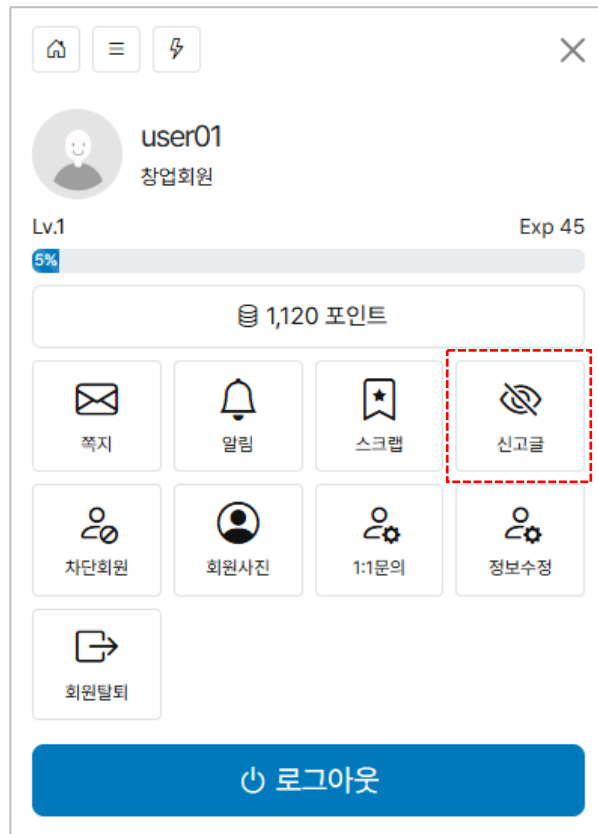 user01
창업회원
Lv.1 Exp 45
5%
1,120 포인트
쪽지 알림 스크랩 신고글
차단회원 회원사진 1:1문의 정보수정
회원탈퇴
로그아웃